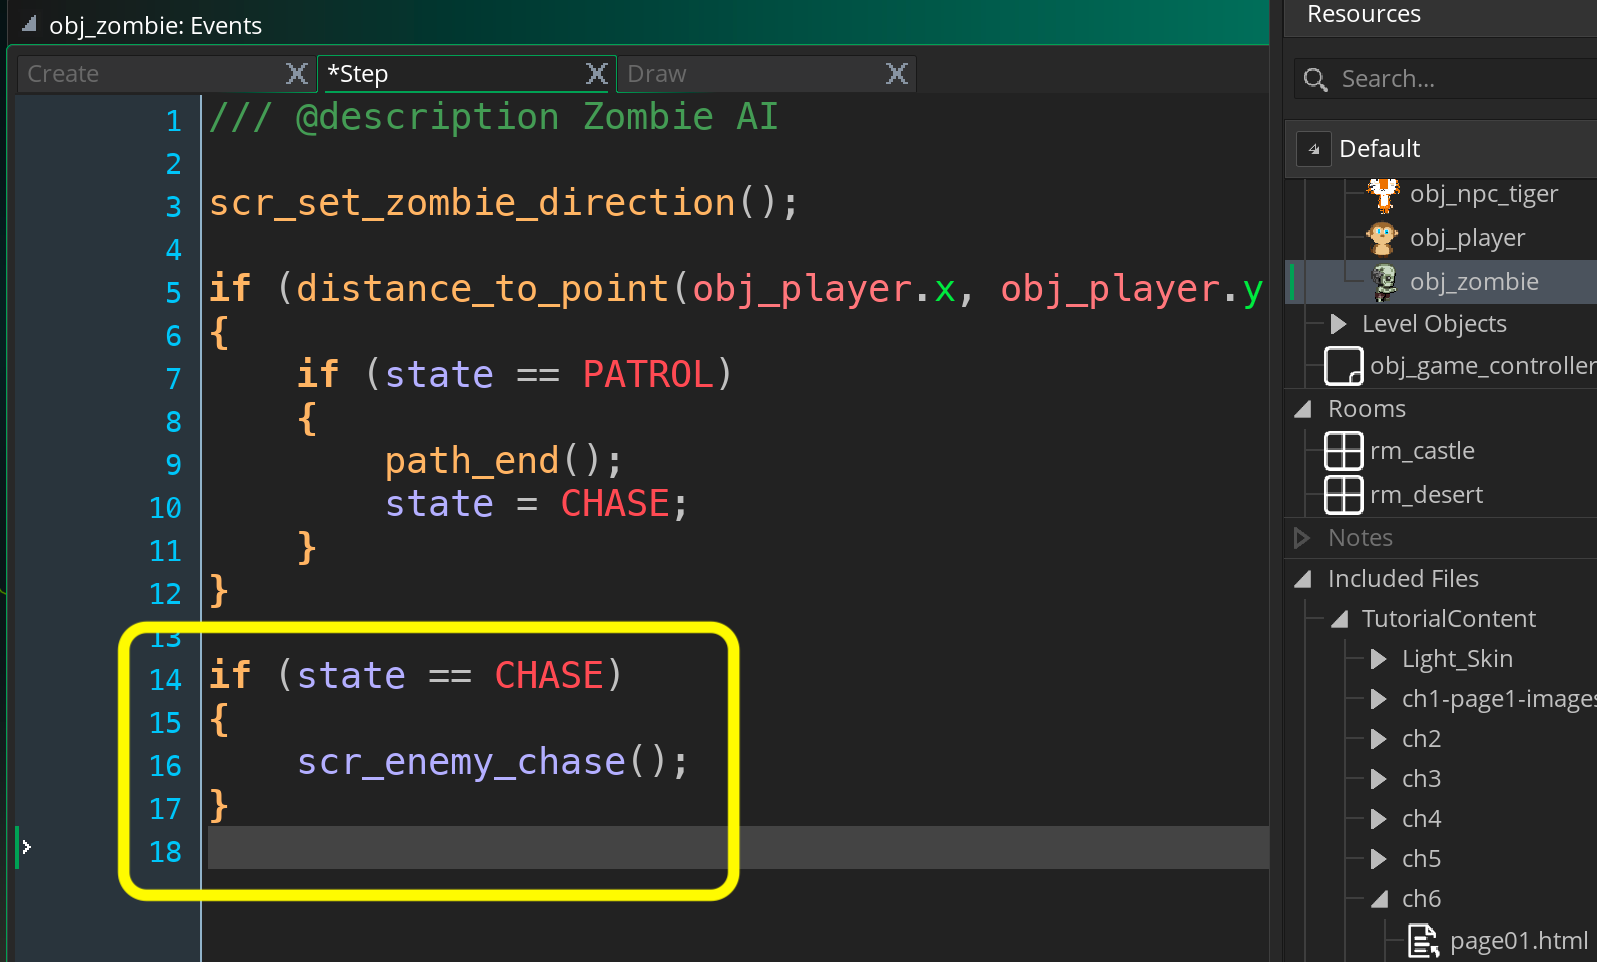 obj_zombie: Events
Create
*Step
Draw
1 /// @description Zombie AI
2
3 scr_set_zombie_direction();
4
5 if (distance_to_point(obj_player.x, obj_player.y
6 {
7 if (state == PATROL)
8 {
9 path_end();
10 state = CHASE;
11 }
12 }
13
14 if (state == CHASE)
15 {
16 scr_enemy_chase();
17 }
18
Resources
Search...
Default
obj_npc_tiger
obj_player
obj_zombie
Level Objects
obj_game_controller
Rooms
rm_castle
rm_desert
Notes
Included Files
TutorialContent
Light_Skin
ch1-page1-images
ch2
ch3
ch4
ch5
ch6
page01.html